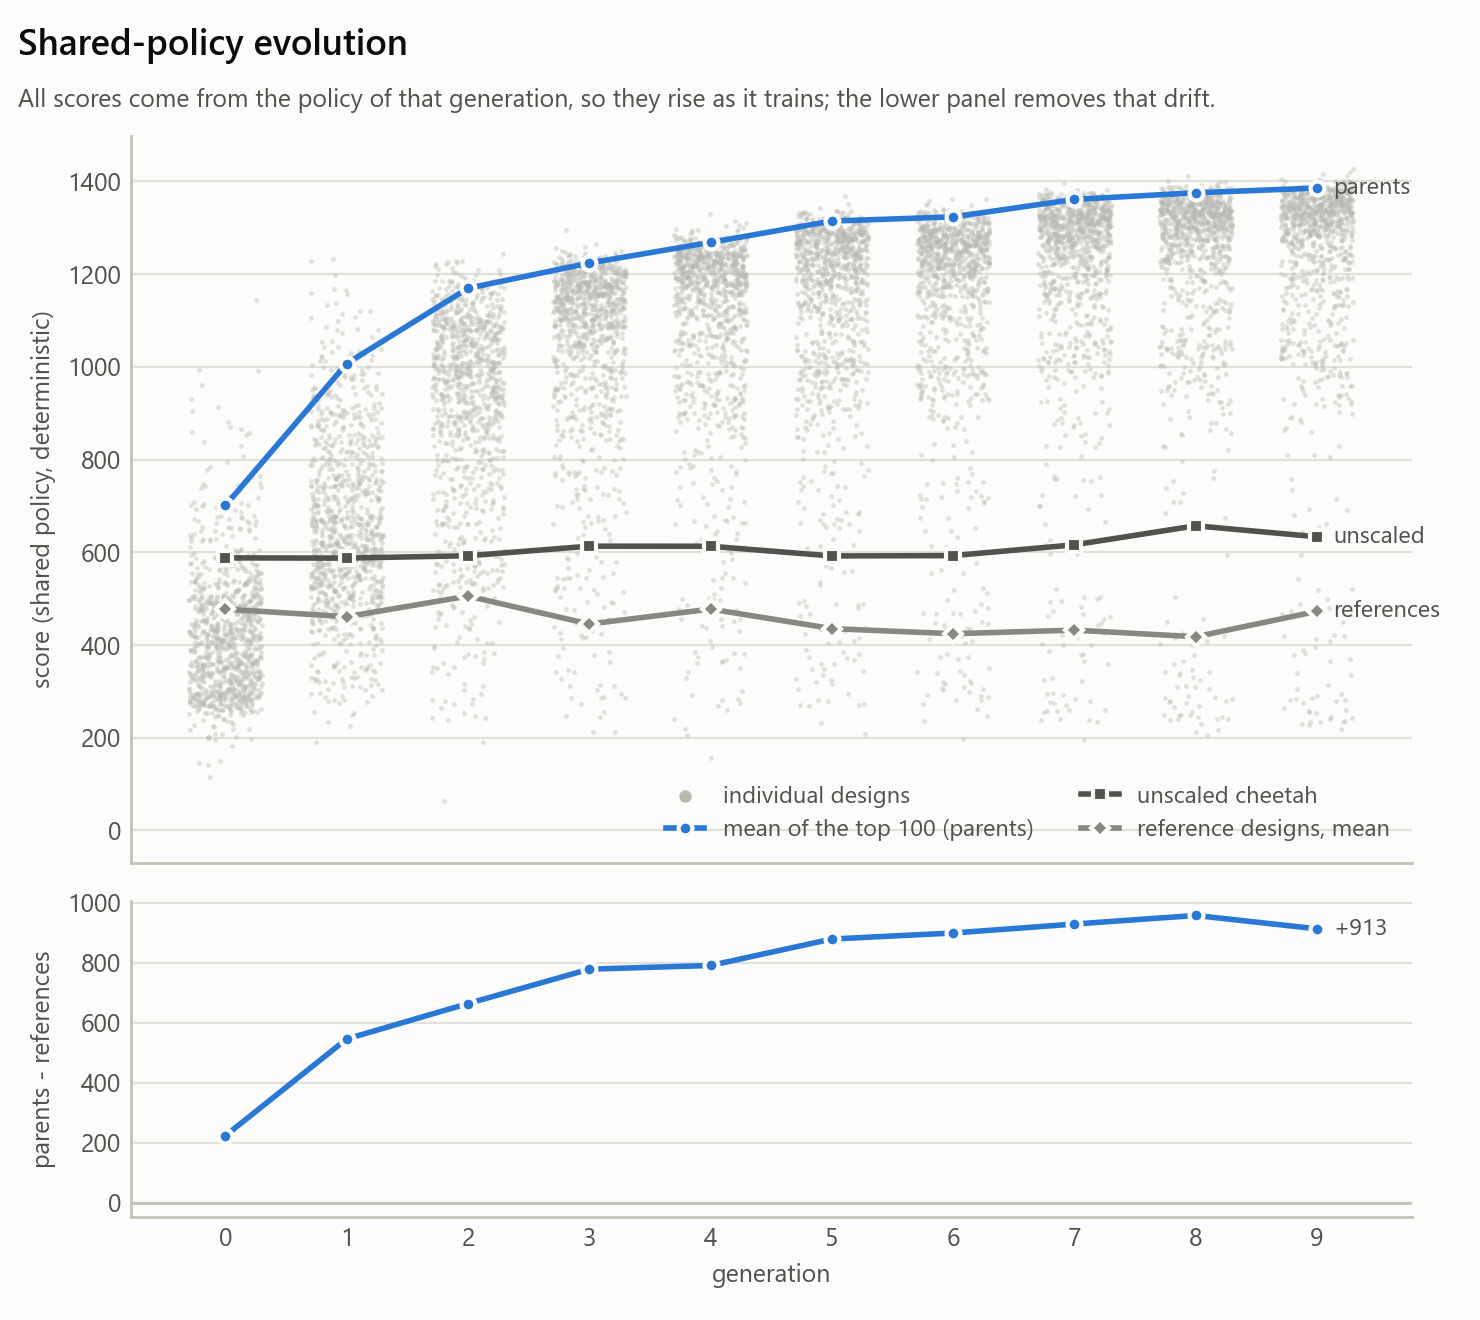 Shared-policy evolution
All scores come from the policy of that generation, so they rise as it trains; the lower panel removes that drift.
score (shared policy, deterministic)
1400
1200
1000
800
600
400
200
0
parents
unscaled
references
individual designs
mean of the top 100 (parents)
unscaled cheetah
reference designs, mean
parents - references
1000
800
600
400
200
0
+913
0 1 2 3 4 5 6 7 8 9
generation